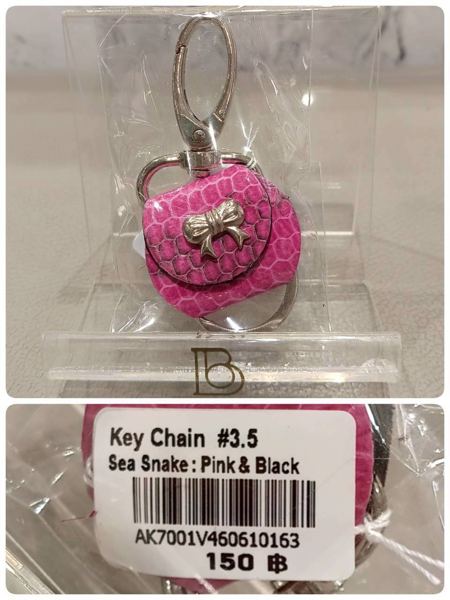 B
Key Chain #3.5
Sea Snake : Pink & Black
AK7001V460610163
150 ฿